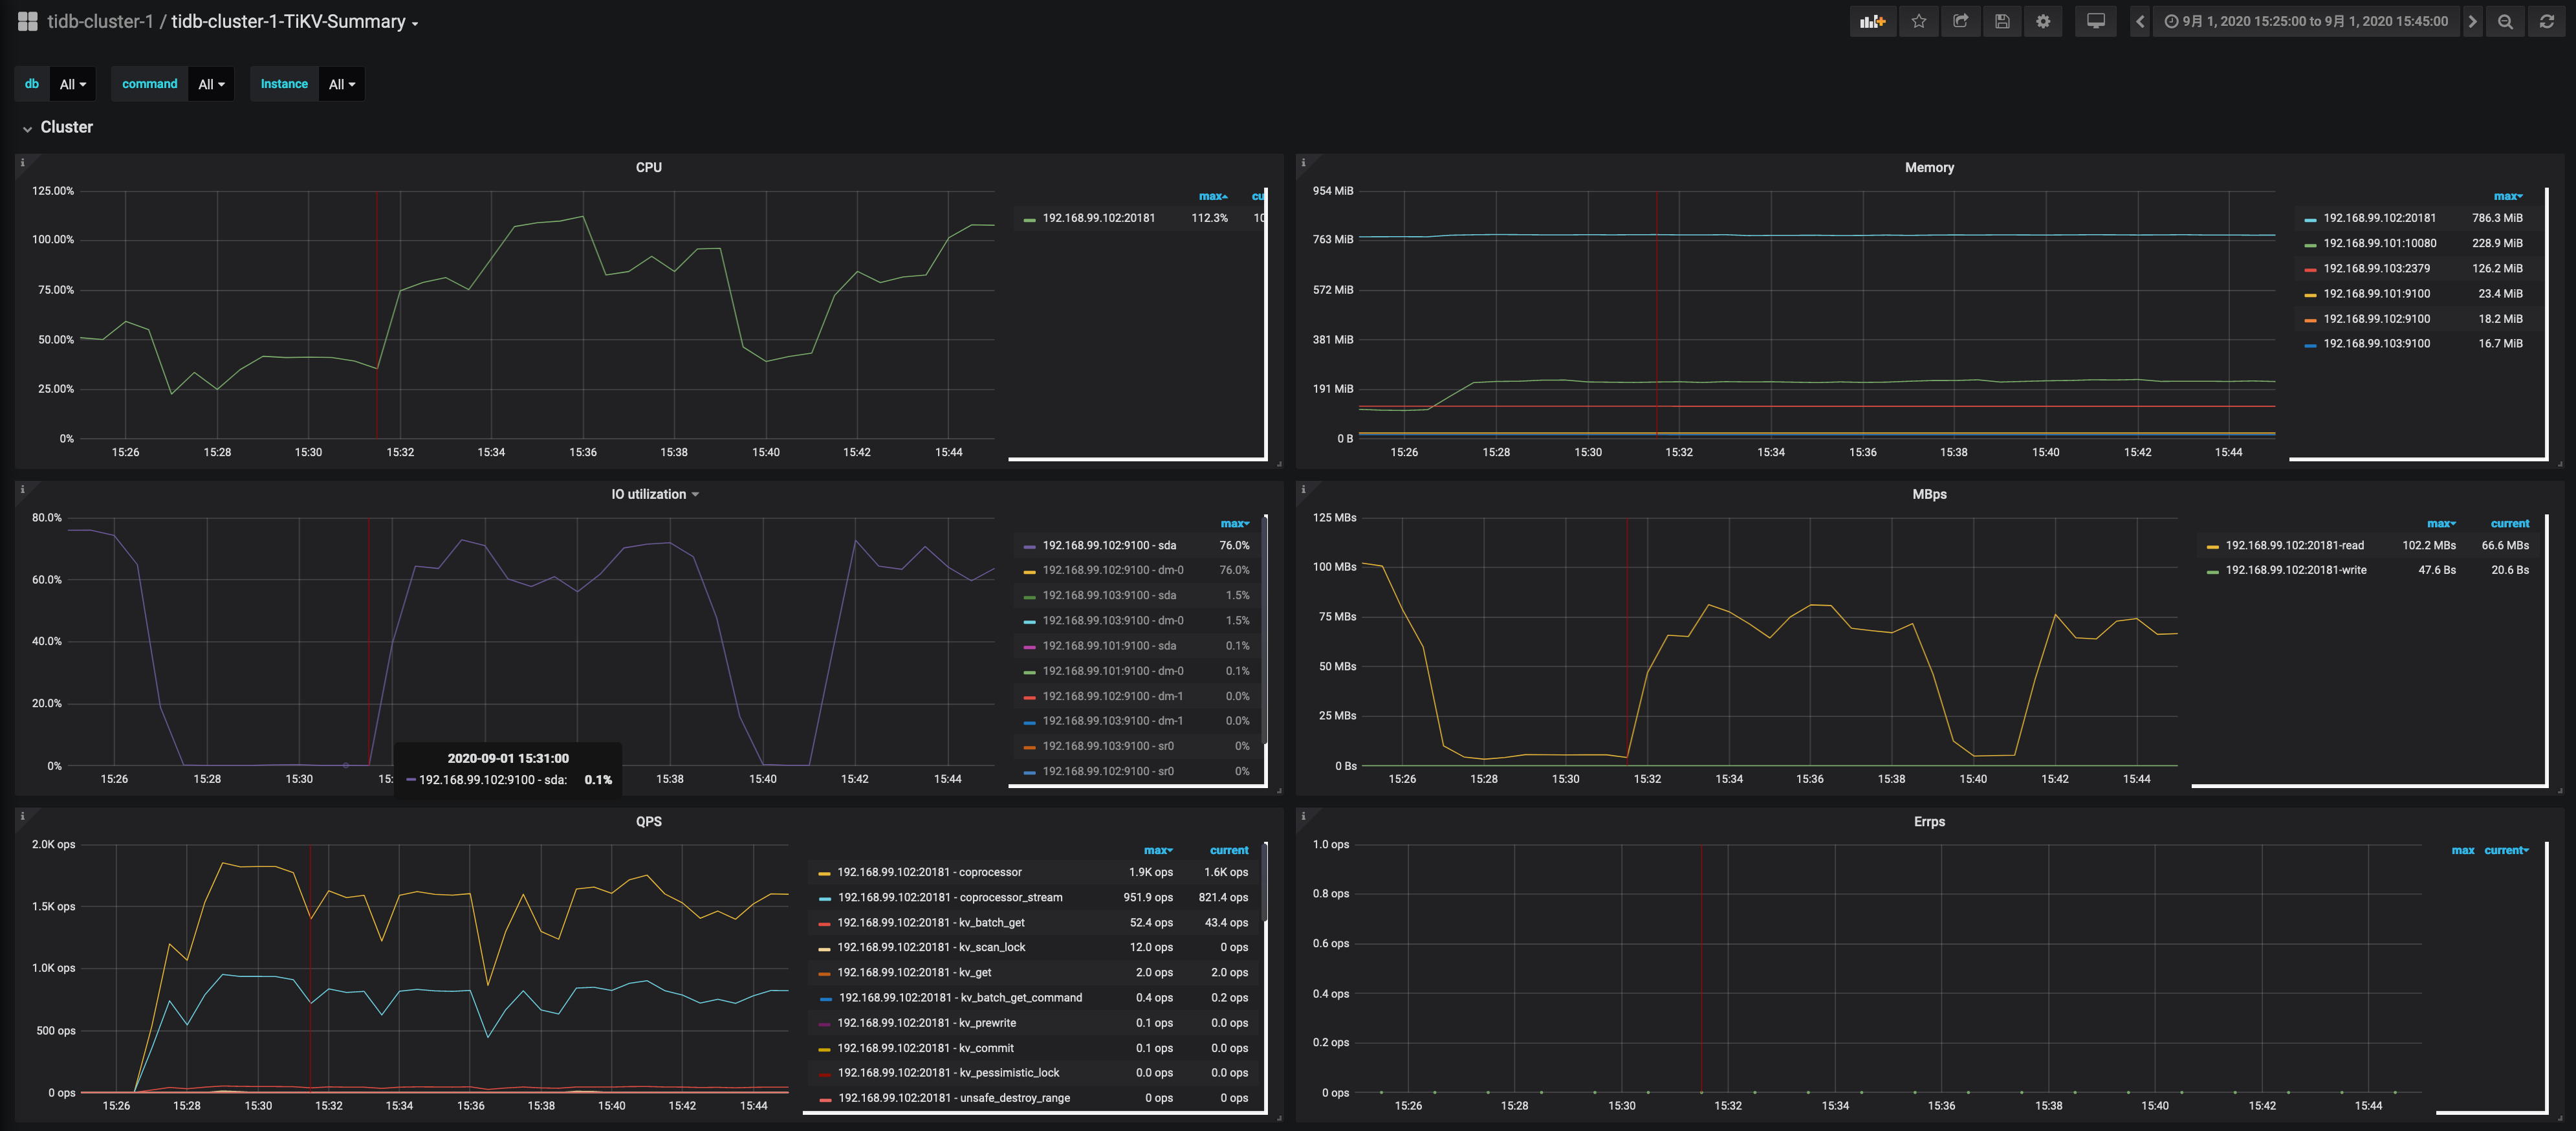 tidb-cluster-1 / tidb-cluster-1-TiKV-Summary
9月 1, 2020 15:25:00 to 9月 1, 2020 15:45:00
db All command All Instance All
Cluster
CPU
125.00%
100.00%
75.00%
50.00%
25.00%
0%
15:26 15:28 15:30 15:32 15:34 15:36 15:38 15:40 15:42 15:44
max cu
192.168.99.102:20181 112.3% 10
Memory
954 MiB
763 MiB
572 MiB
381 MiB
191 MiB
0 B
15:26 15:28 15:30 15:32 15:34 15:36 15:38 15:40 15:42 15:44
max
192.168.99.102:20181 786.3 MiB
192.168.99.101:10080 228.9 MiB
192.168.99.103:2379 126.2 MiB
192.168.99.101:9100 23.4 MiB
192.168.99.102:9100 18.2 MiB
192.168.99.103:9100 16.7 MiB
IO utilization
80.0%
60.0%
40.0%
20.0%
0%
15:26 15:28 15:30 15: 15:38 15:40 15:42 15:44
2020-09-01 15:31:00
192.168.99.102:9100 - sda: 0.1%
max
192.168.99.102:9100 - sda 76.0%
192.168.99.102:9100 - dm-0 76.0%
192.168.99.103:9100 - sda 1.5%
192.168.99.103:9100 - dm-0 1.5%
192.168.99.101:9100 - sda 0.1%
192.168.99.101:9100 - dm-0 0.1%
192.168.99.102:9100 - dm-1 0.0%
192.168.99.103:9100 - dm-1 0.0%
192.168.99.103:9100 - sr0 0%
192.168.99.102:9100 - sr0 0%
MBps
125 MBs
100 MBs
75 MBs
50 MBs
25 MBs
0 Bs
15:26 15:28 15:30 15:32 15:34 15:36 15:38 15:40 15:42 15:44
max current
192.168.99.102:20181-read 102.2 MBs 66.6 MBs
192.168.99.102:20181-write 47.6 Bs 20.6 Bs
QPS
2.0K ops
1.5K ops
1.0K ops
500 ops
0 ops
15:26 15:28 15:30 15:32 15:34 15:36 15:38 15:40 15:42 15:44
max current
192.168.99.102:20181 - coprocessor 1.9K ops 1.6K ops
192.168.99.102:20181 - coprocessor_stream 951.9 ops 821.4 ops
192.168.99.102:20181 - kv_batch_get 52.4 ops 43.4 ops
192.168.99.102:20181 - kv_scan_lock 12.0 ops 0 ops
192.168.99.102:20181 - kv_get 2.0 ops 2.0 ops
192.168.99.102:20181 - kv_batch_get_command 0.4 ops 0.2 ops
192.168.99.102:20181 - kv_prewrite 0.1 ops 0.0 ops
192.168.99.102:20181 - kv_commit 0.1 ops 0.0 ops
192.168.99.102:20181 - kv_pessimistic_lock 0.0 ops 0.0 ops
192.168.99.102:20181 - unsafe_destroy_range 0 ops 0 ops
Errps
1.0 ops
0.8 ops
0.6 ops
0.4 ops
0.2 ops
0 ops
15:26 15:28 15:30 15:32 15:34 15:36 15:38 15:40 15:42 15:44
max current